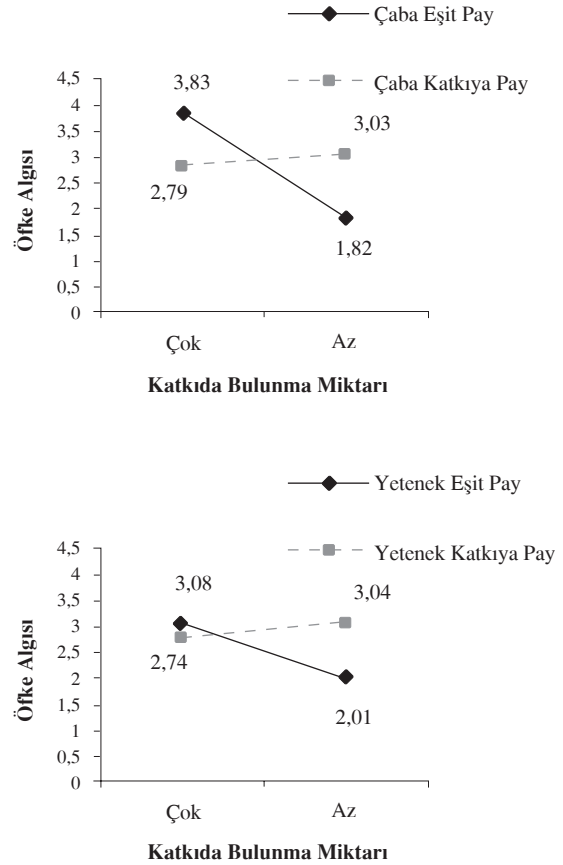 Çaba Eşit Pay
Çaba Katkıya Pay
4,5
4
3,5
3
2,5
2
1,5
1
0,5
0
3,83
2,79
3,03
1,82
Öfke Algısı
Çok
Az
Katkıda Bulunma Miktarı
Yetenek Eşit Pay
Yetenek Katkıya Pay
4,5
4
3,5
3
2,5
2
1,5
1
0,5
0
3,08
2,74
3,04
2,01
Öfke Algısı
Çok
Az
Katkıda Bulunma Miktarı